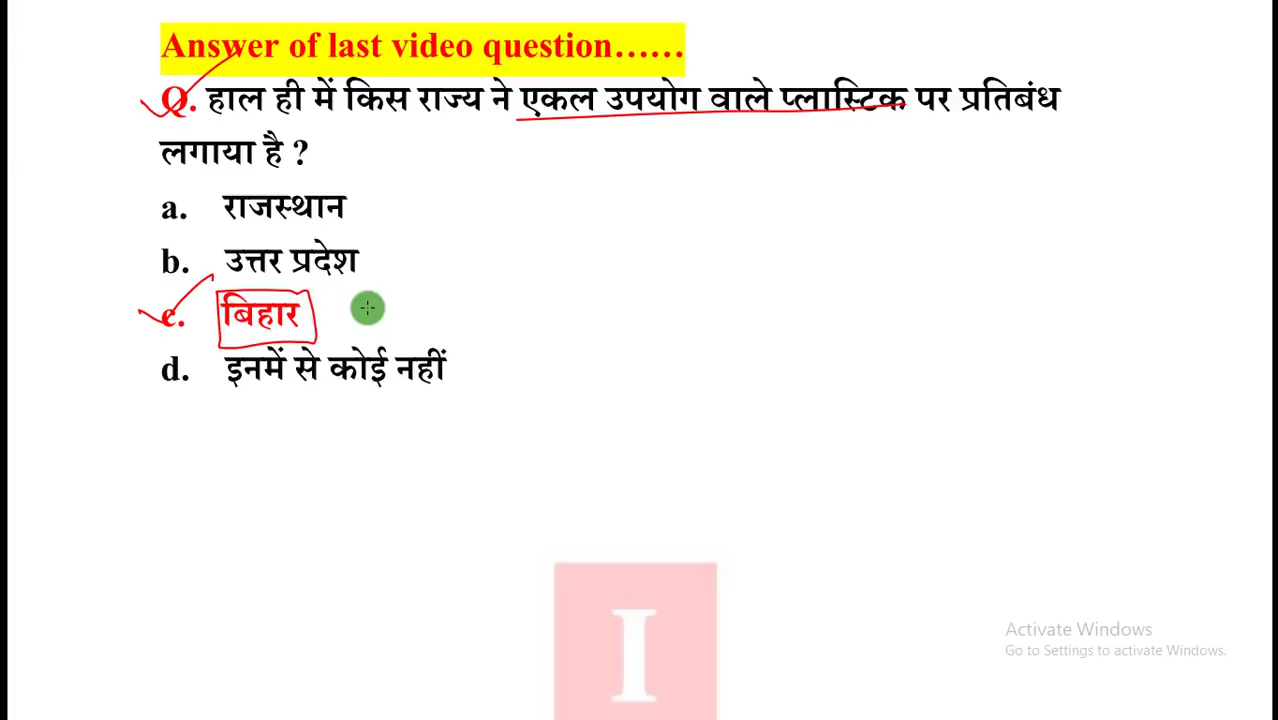 Answer of last video question……
Q. हाल ही में किस राज्य ने एकल उपयोग वाले प्लास्टिक पर प्रतिबंध
लगाया है ?
a. राजस्थान
b. उत्तर प्रदेश
c. बिहार
d. इनमें से कोई नहीं
I
Activate Windows
Go to Settings to activate Windows.